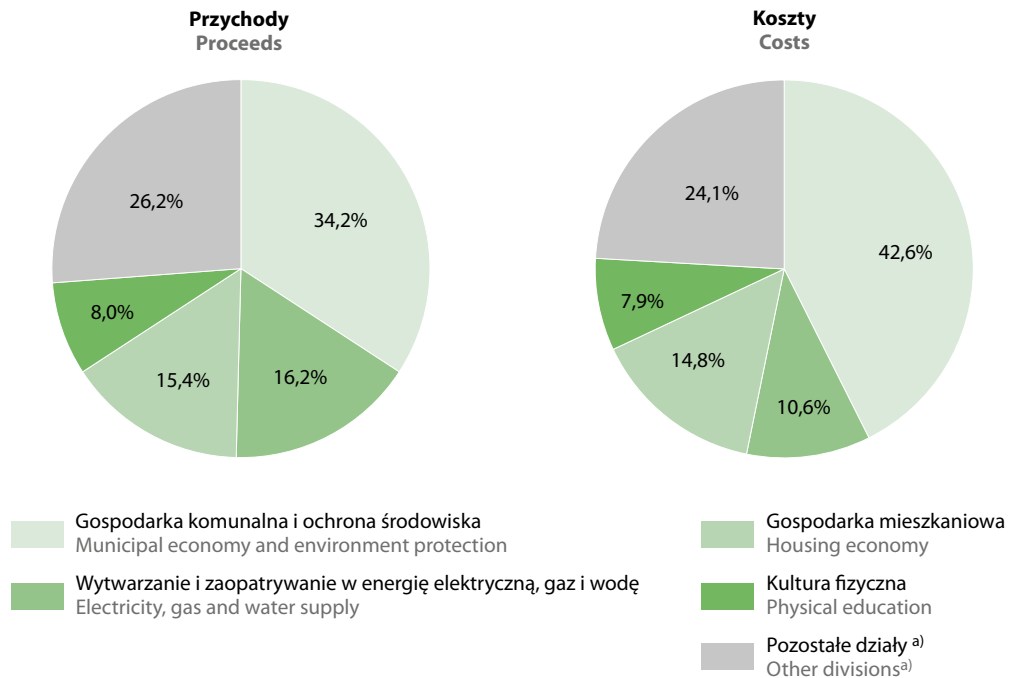 Przychody
Proceeds
26,2%
34,2%
8,0%
15,4%
16,2%
Koszty
Costs
24,1%
42,6%
7,9%
14,8%
10,6%
Gospodarka komunalna i ochrona środowiska
Municipal economy and environment protection
Wytwarzanie i zaopatrywanie w energię elektryczną, gaz i wodę
Electricity, gas and water supply
Gospodarka mieszkaniowa
Housing economy
Kultura fizyczna
Physical education
Pozostałe działy a)
Other divisionsa)